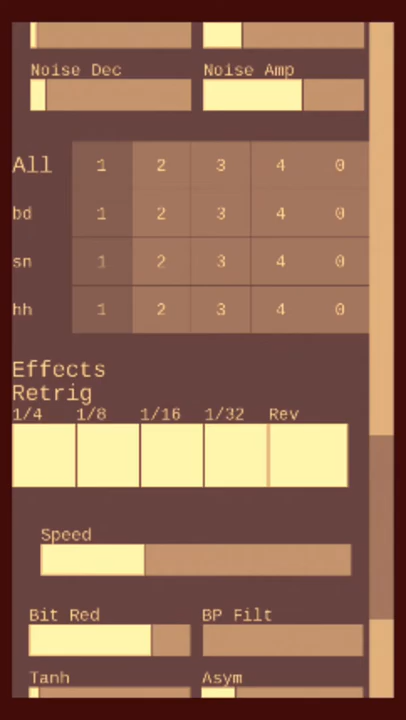 Noise Dec Noise Amp
All 1 2 3 4 0
bd 1 2 3 4 0
sn 1 2 3 4 0
hh 1 2 3 4 0
Effects
Retrig
1/4 1/8 1/16 1/32 Rev
Speed
Bit Red BP Filt
Tanh Asym